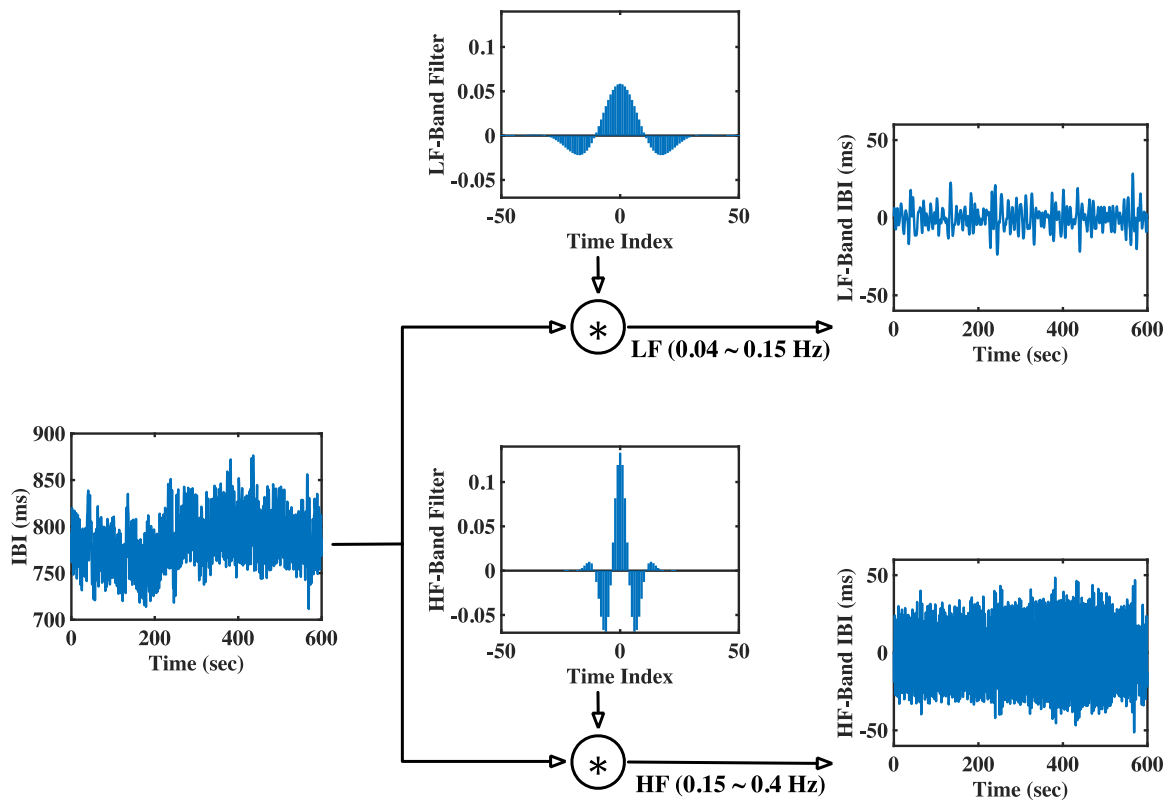 0.1
0.05
0
-0.05
LF-Band Filter
-50 0 50
Time Index
*
LF (0.04 ~ 0.15 Hz)
50
0
-50
LF-Band IBI (ms)
0 200 400 600
Time (sec)
900
850
800
750
700
IBI (ms)
0 200 400 600
Time (sec)
0.1
0.05
0
-0.05
HF-Band Filter
-50 0 50
Time Index
*
HF (0.15 ~ 0.4 Hz)
50
0
-50
HF-Band IBI (ms)
0 200 400 600
Time (sec)